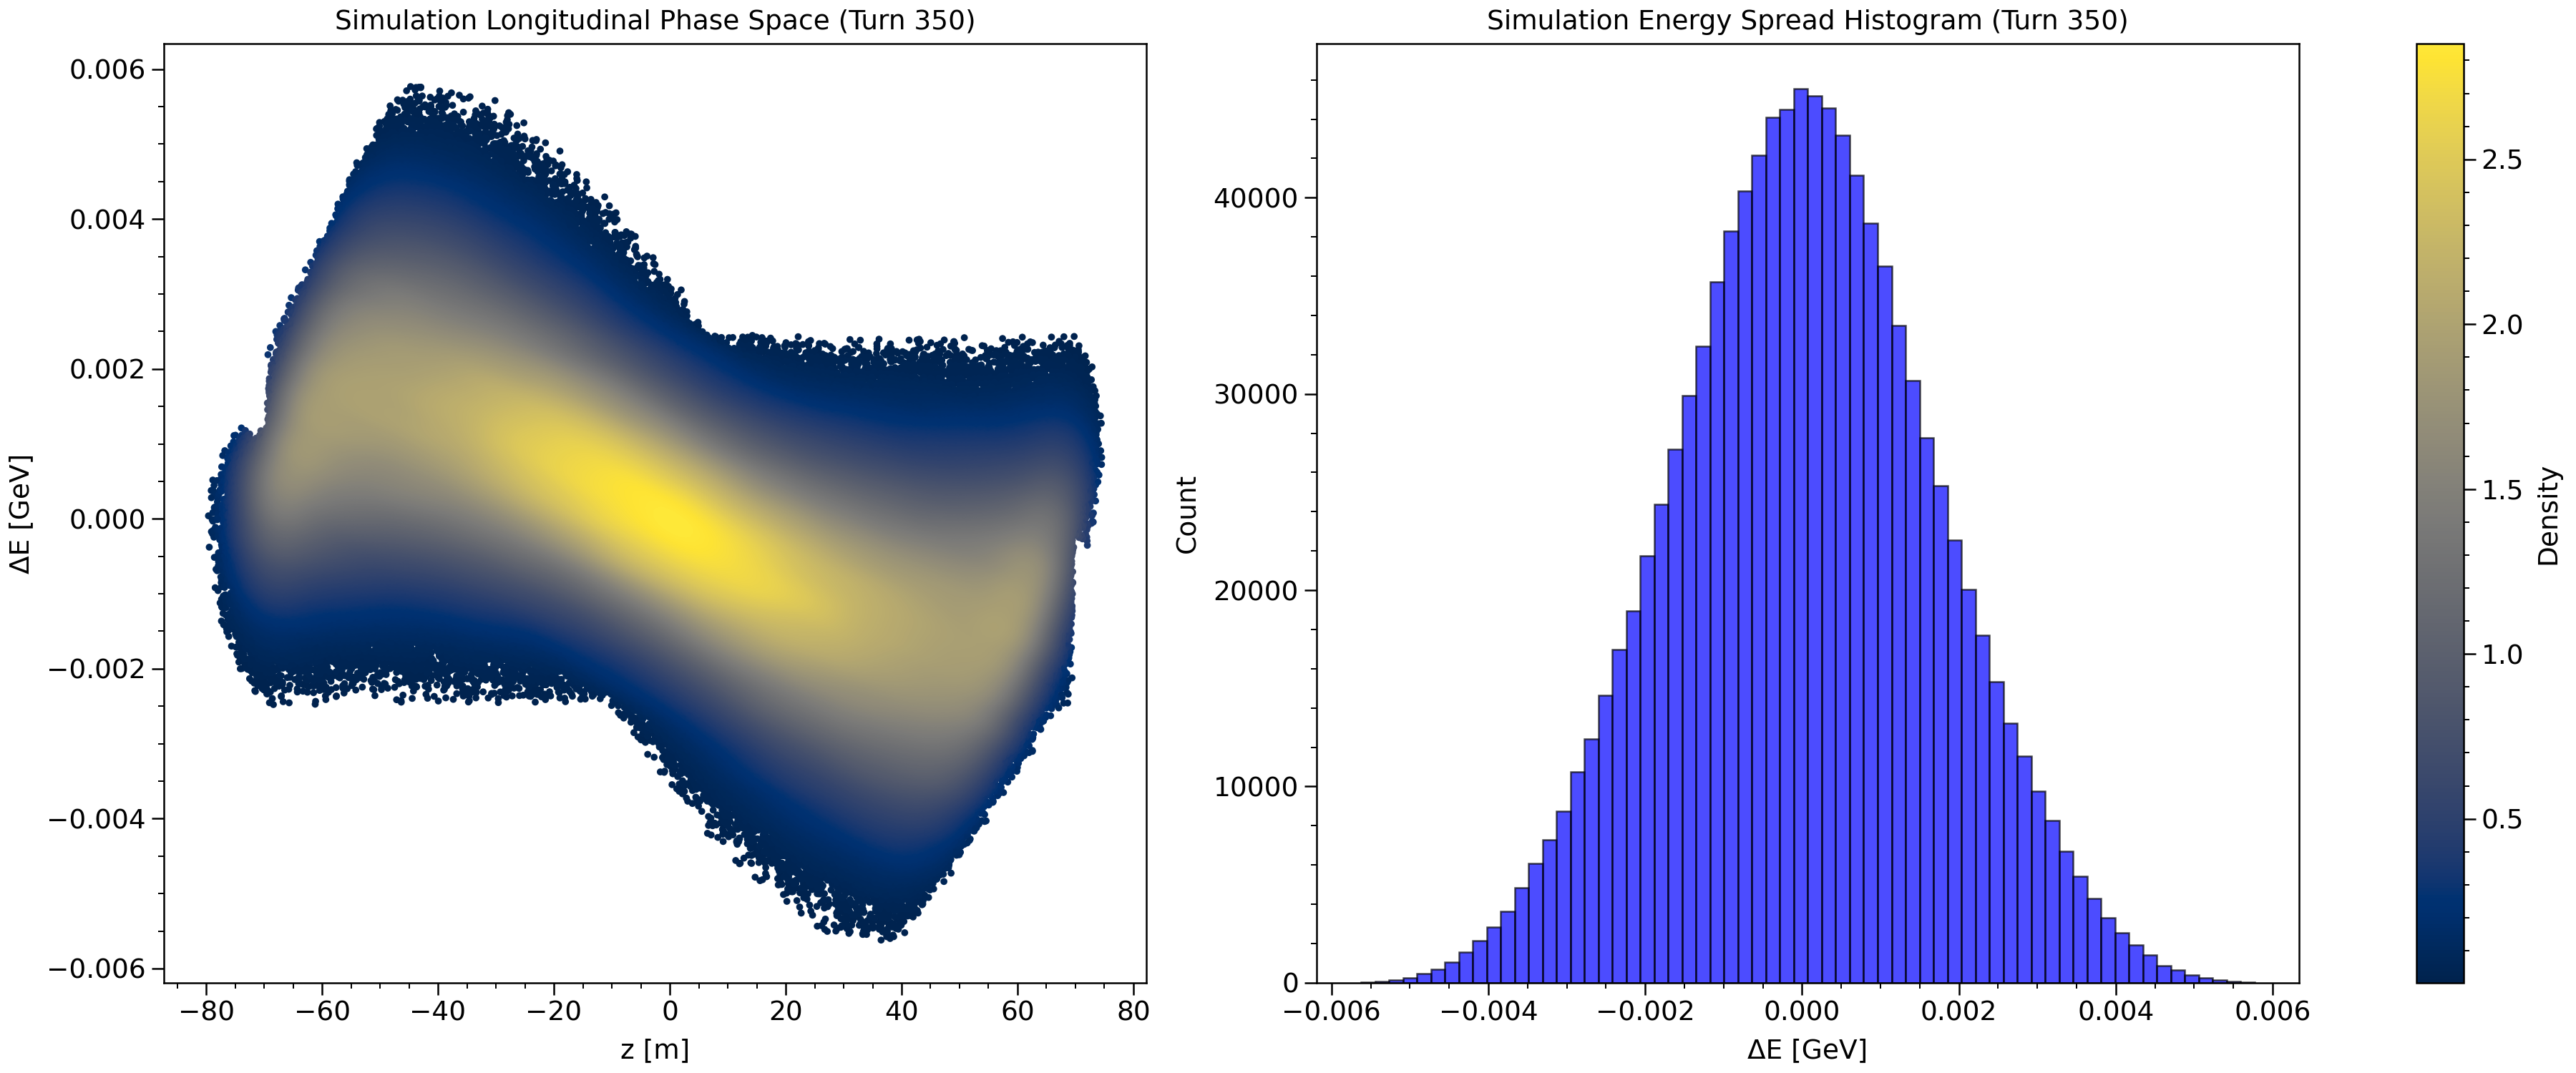 Simulation Longitudinal Phase Space (Turn 350)
0.006
0.004
0.002
0.000
−0.002
−0.004
−0.006
ΔE [GeV]
−80 −60 −40 −20 0 20 40 60 80
z [m]
Simulation Energy Spread Histogram (Turn 350)
40000
30000
20000
10000
0
Count
−0.006 −0.004 −0.002 0.000 0.002 0.004 0.006
ΔE [GeV]
2.5
2.0
1.5
1.0
0.5
Density